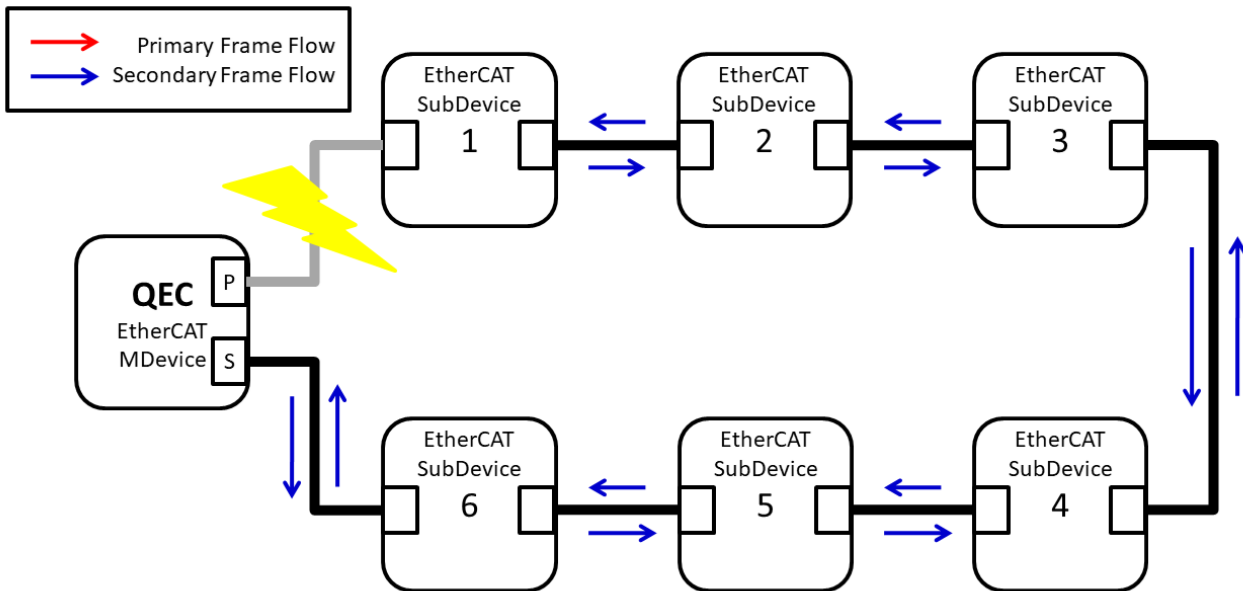 Primary Frame Flow
Secondary Frame Flow
EtherCAT
SubDevice
1
EtherCAT
SubDevice
2
EtherCAT
SubDevice
3
QEC
EtherCAT
MDevice
P
S
EtherCAT
SubDevice
6
EtherCAT
SubDevice
5
EtherCAT
SubDevice
4